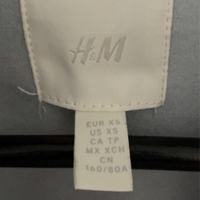 H&M
EUR XS
US XS
CA TP
MX XCH
CN
160/80A